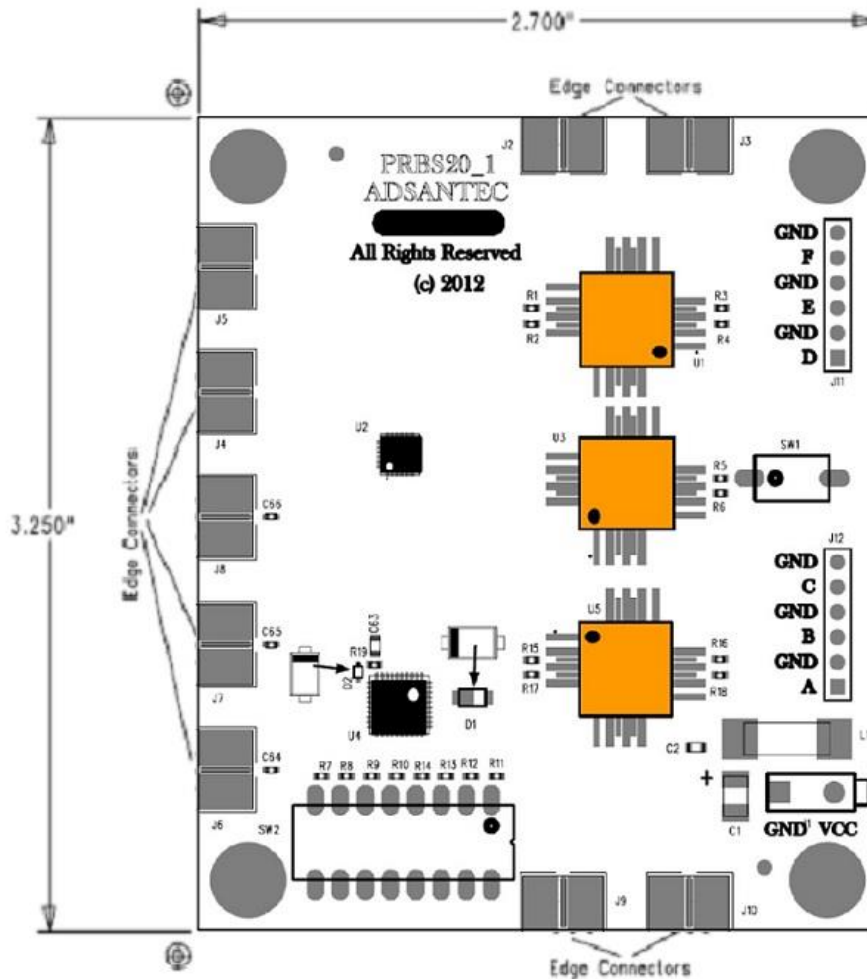 2.700"
Edge Connectors
J2
J3
PRBS20_1
ADSANTEC
All Rights Reserved
(c) 2012
GND
F
GND
E
GND
D
J11
J5
R1
R2
R3
R4
U1
J4
U2
U3
R5
R6
SW1
3.250"
Edge Connectors
C66
J8
J12
GND
C
GND
B
GND
A
C63
U5
C65
R19
D2
R15
R17
R16
R18
J7
U4
D1
C2
C64
R7 R8 R9 R10 R14 R13 R12 R11
+
J6
SW2
C1
GND
VCC
J9
J10
Edge Connectors